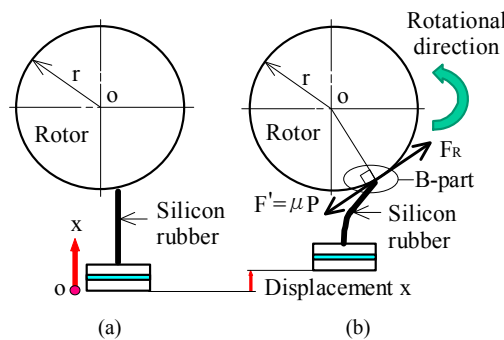 r
o
Rotor
Silicon
rubber
x
o
(a)
Rotational
direction
r
o
Rotor
F_R
B-part
F'=μP
Silicon
rubber
Displacement x
(b)